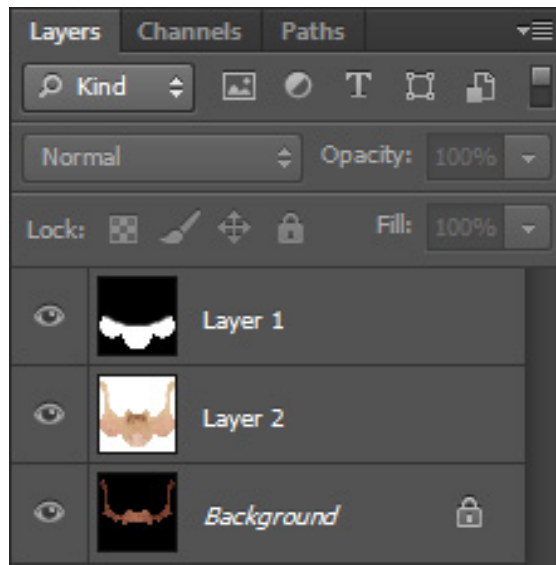 Layers Channels Paths
Kind T
Normal Opacity: 100%
Lock: Fill: 100%
Layer 1
Layer 2
Background